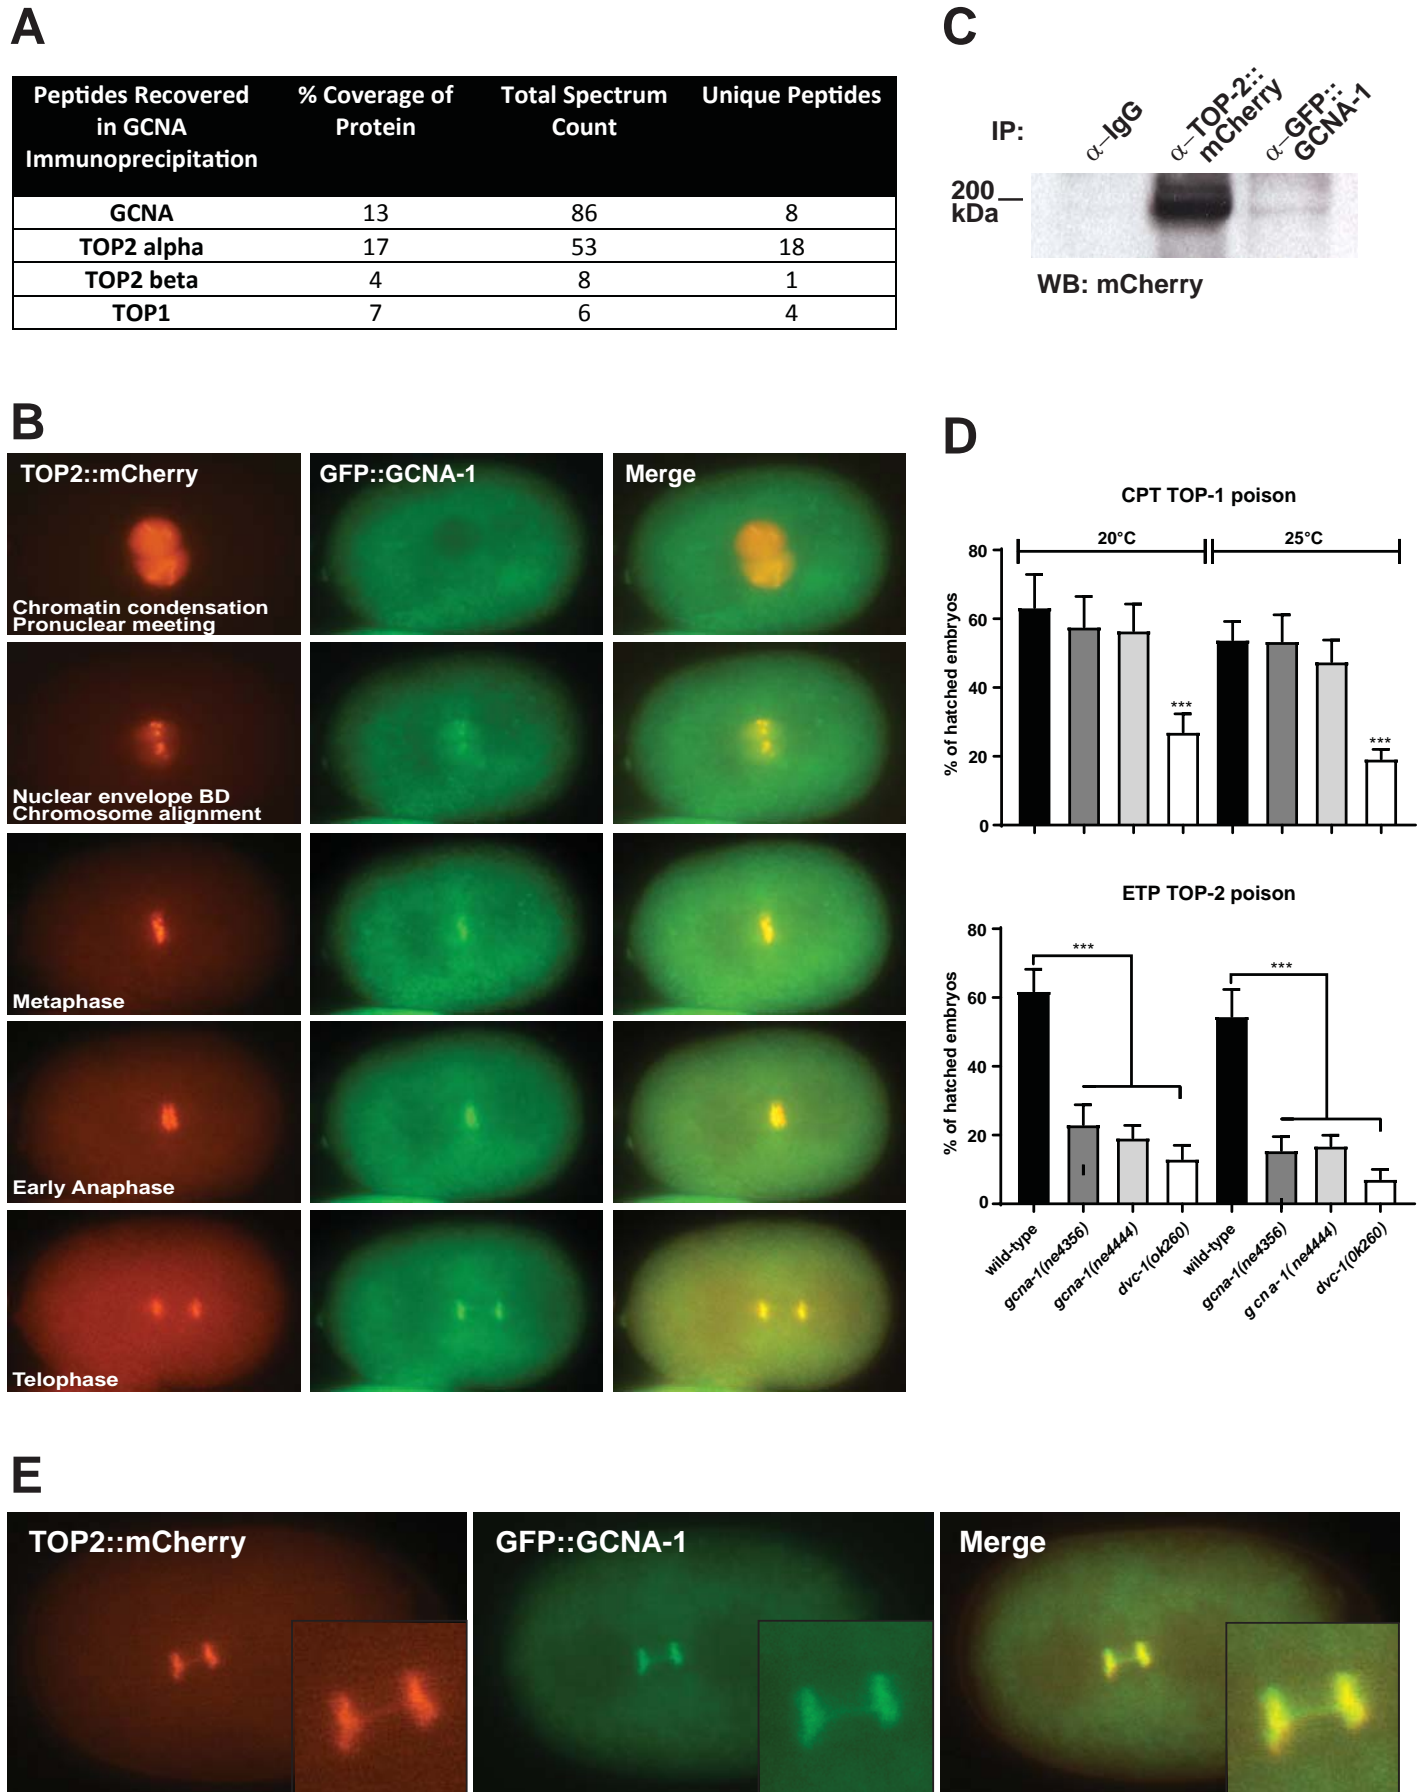 A
Peptides Recovered in GCNA Immunoprecipitation % Coverage of Protein Total Spectrum Count Unique Peptides
GCNA 13 86 8
TOP2 alpha 17 53 18
TOP2 beta 4 8 1
TOP1 7 6 4
C
IP:
α–IgG
α–TOP-2::
mCherry
α–GFP::
GCNA-1
200
kDa
WB: mCherry
B
TOP2::mCherry GFP::GCNA-1 Merge
Chromatin condensation
Pronuclear meeting
Nuclear envelope BD
Chromosome alignment
Metaphase
Early Anaphase
Telophase
D
CPT TOP-1 poison
20°C 25°C
% of hatched embryos
80
60
40
20
0
*** ***
ETP TOP-2 poison
% of hatched embryos
80
60
40
20
0
*** ***
wild-type
gcna-1(ne4356)
gcna-1(ne4444)
dvc-1(ok260)
wild-type
gcna-1(ne4356)
gcna-1(ne4444)
dvc-1(0k260)
E
TOP2::mCherry GFP::GCNA-1 Merge